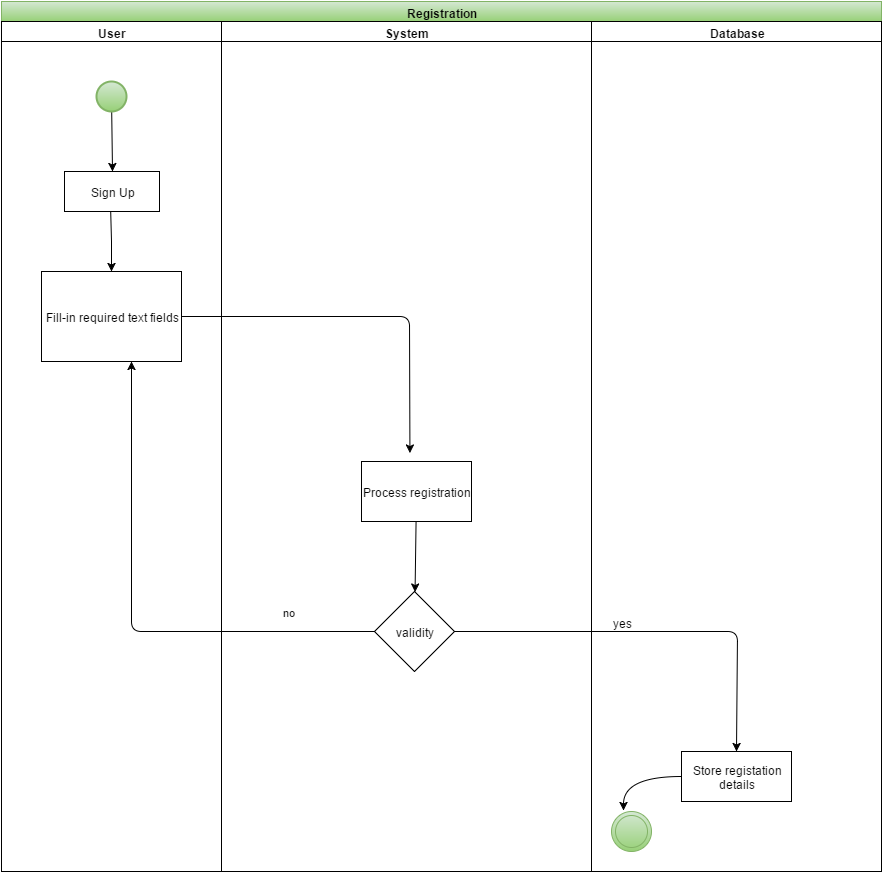 Registration
User
System
Database
Sign Up
Fill-in required text fields
Process registration
no
validity
yes
Store registation
details